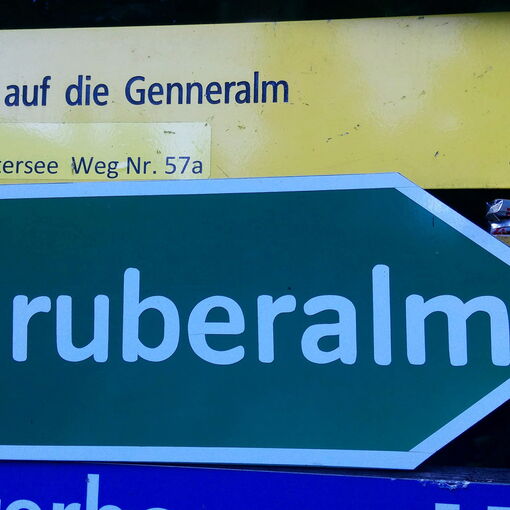 auf die Genneralm
tersee Weg Nr. 57a
ruberalm